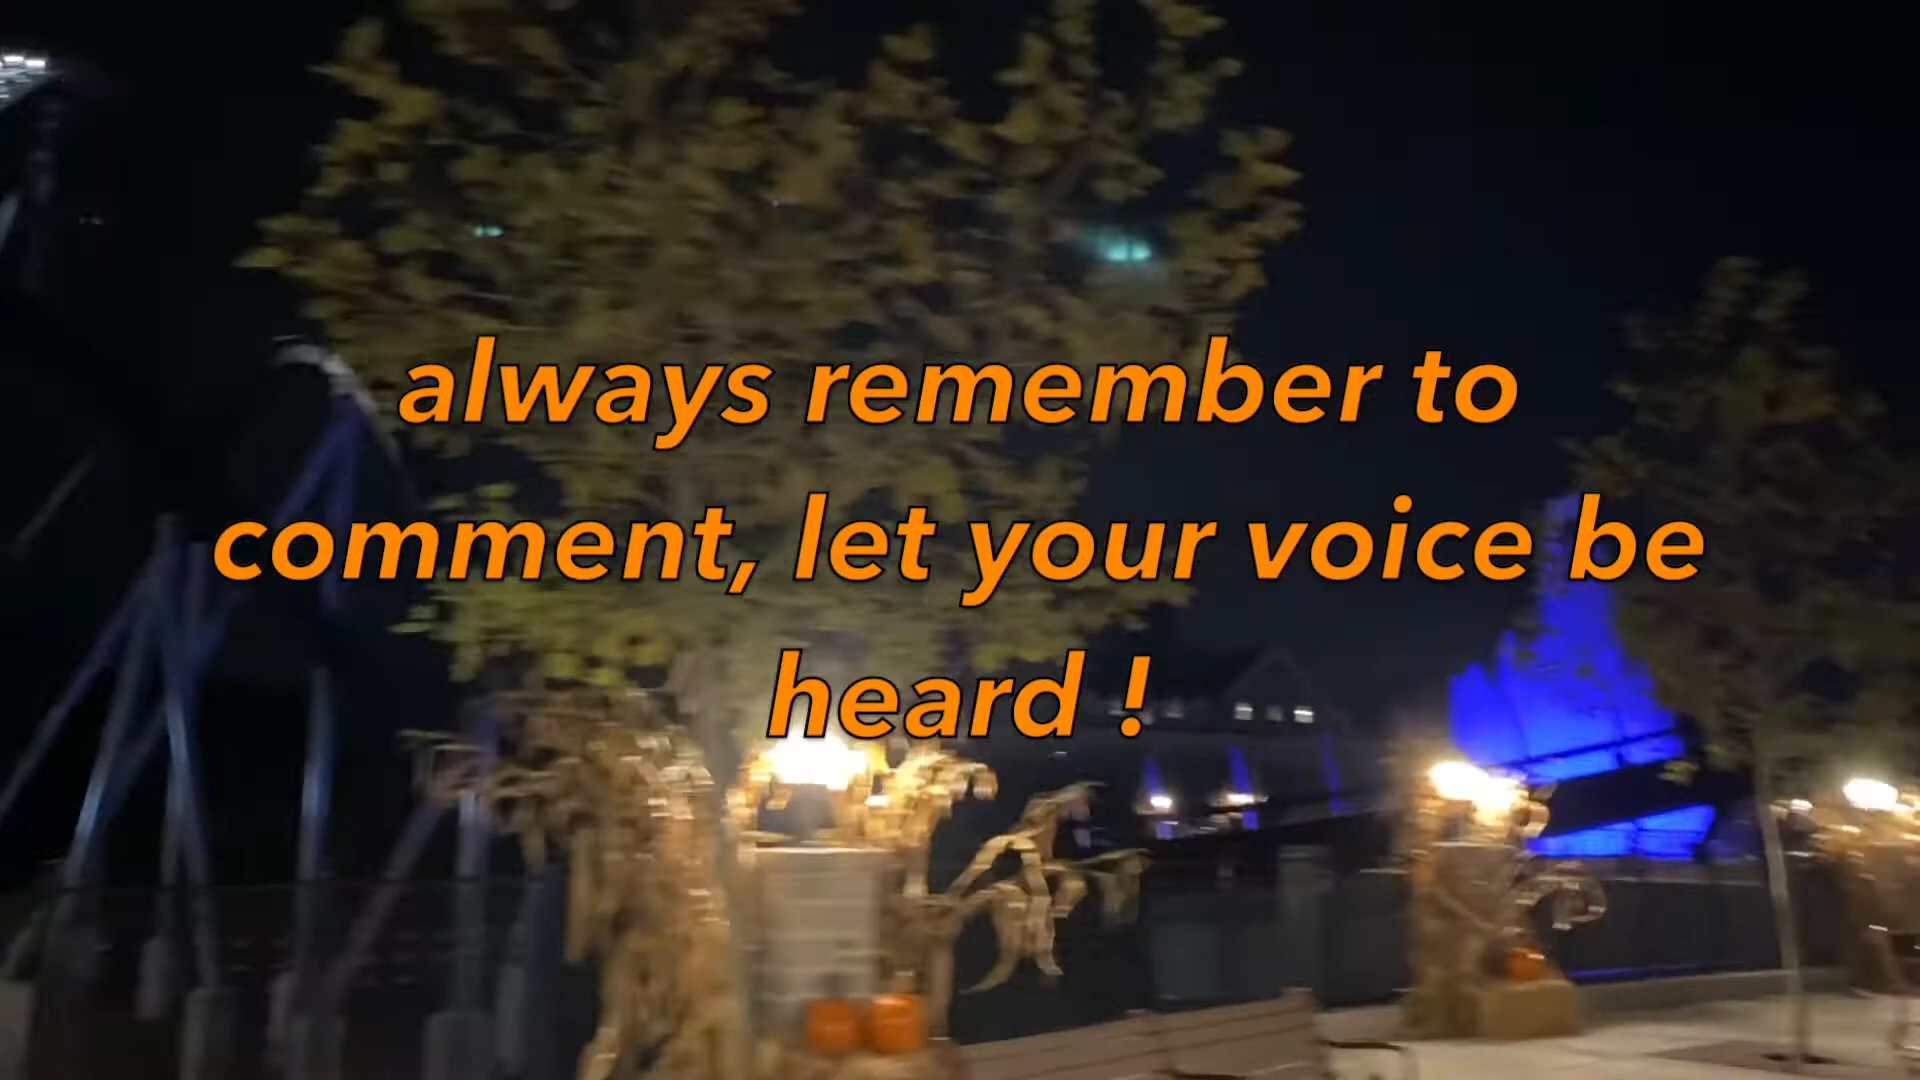 always remember to
comment, let your voice be
heard !